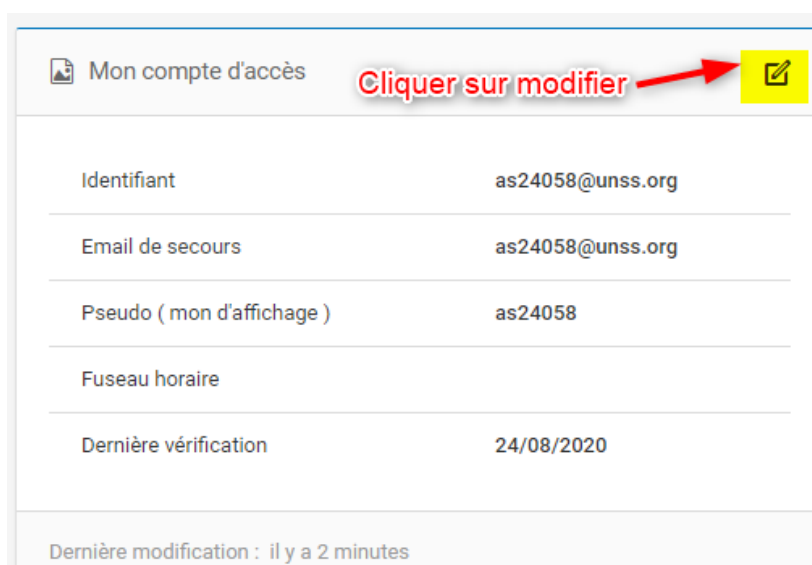 Mon compte d'accès
Cliquer sur modifier
Identifiant as24058@unss.org
Email de secours as24058@unss.org
Pseudo ( mon d'affichage ) as24058
Fuseau horaire
Dernière vérification 24/08/2020
Dernière modification : il y a 2 minutes